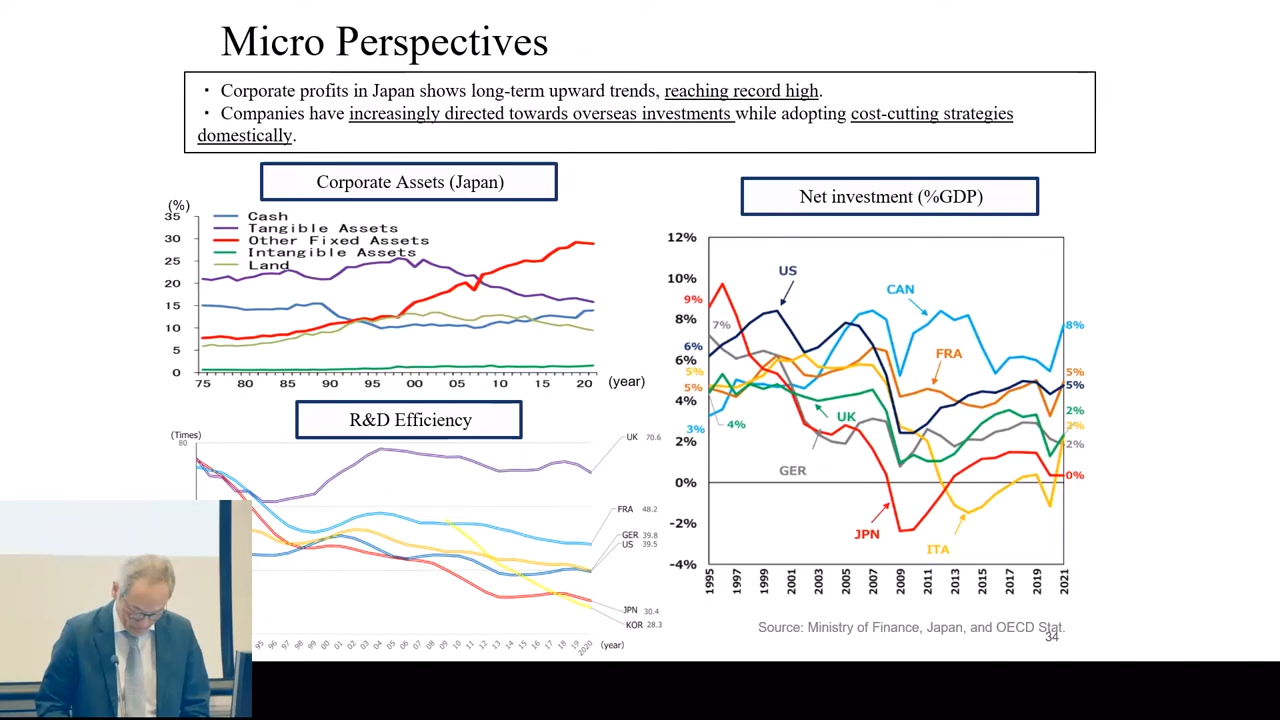 Micro Perspectives
・ Corporate profits in Japan shows long-term upward trends, reaching record high.
・ Companies have increasingly directed towards overseas investments while adopting cost-cutting strategies
domestically.
Corporate Assets (Japan)
(%)
35
30
25
20
15
10
5
0
Cash
Tangible Assets
Other Fixed Assets
Intangible Assets
Land
75 80 85 90 95 00 05 10 15 20
(year)
R&D Efficiency
(Times)
80
UK 70.6
FRA 48.2
GER 39.8
US 39.5
JPN 30.4
KOR 28.3
95 96 97 98 99 00 01 02 03 04 05 06 07 08 09 10 11 12 13 14 15 16 17 18 19 2020
(year)
Net investment (%GDP)
12%
10%
8%
6%
4%
2%
0%
-2%
-4%
9%
7%
6%
5%
5%
4%
3%
US
CAN
FRA
UK
GER
JPN
ITA
8%
5%
5%
2%
2%
2%
0%
1995 1997 1999 2001 2003 2005 2007 2009 2011 2013 2015 2017 2019 2021
Source: Ministry of Finance, Japan, and OECD Stat.
34